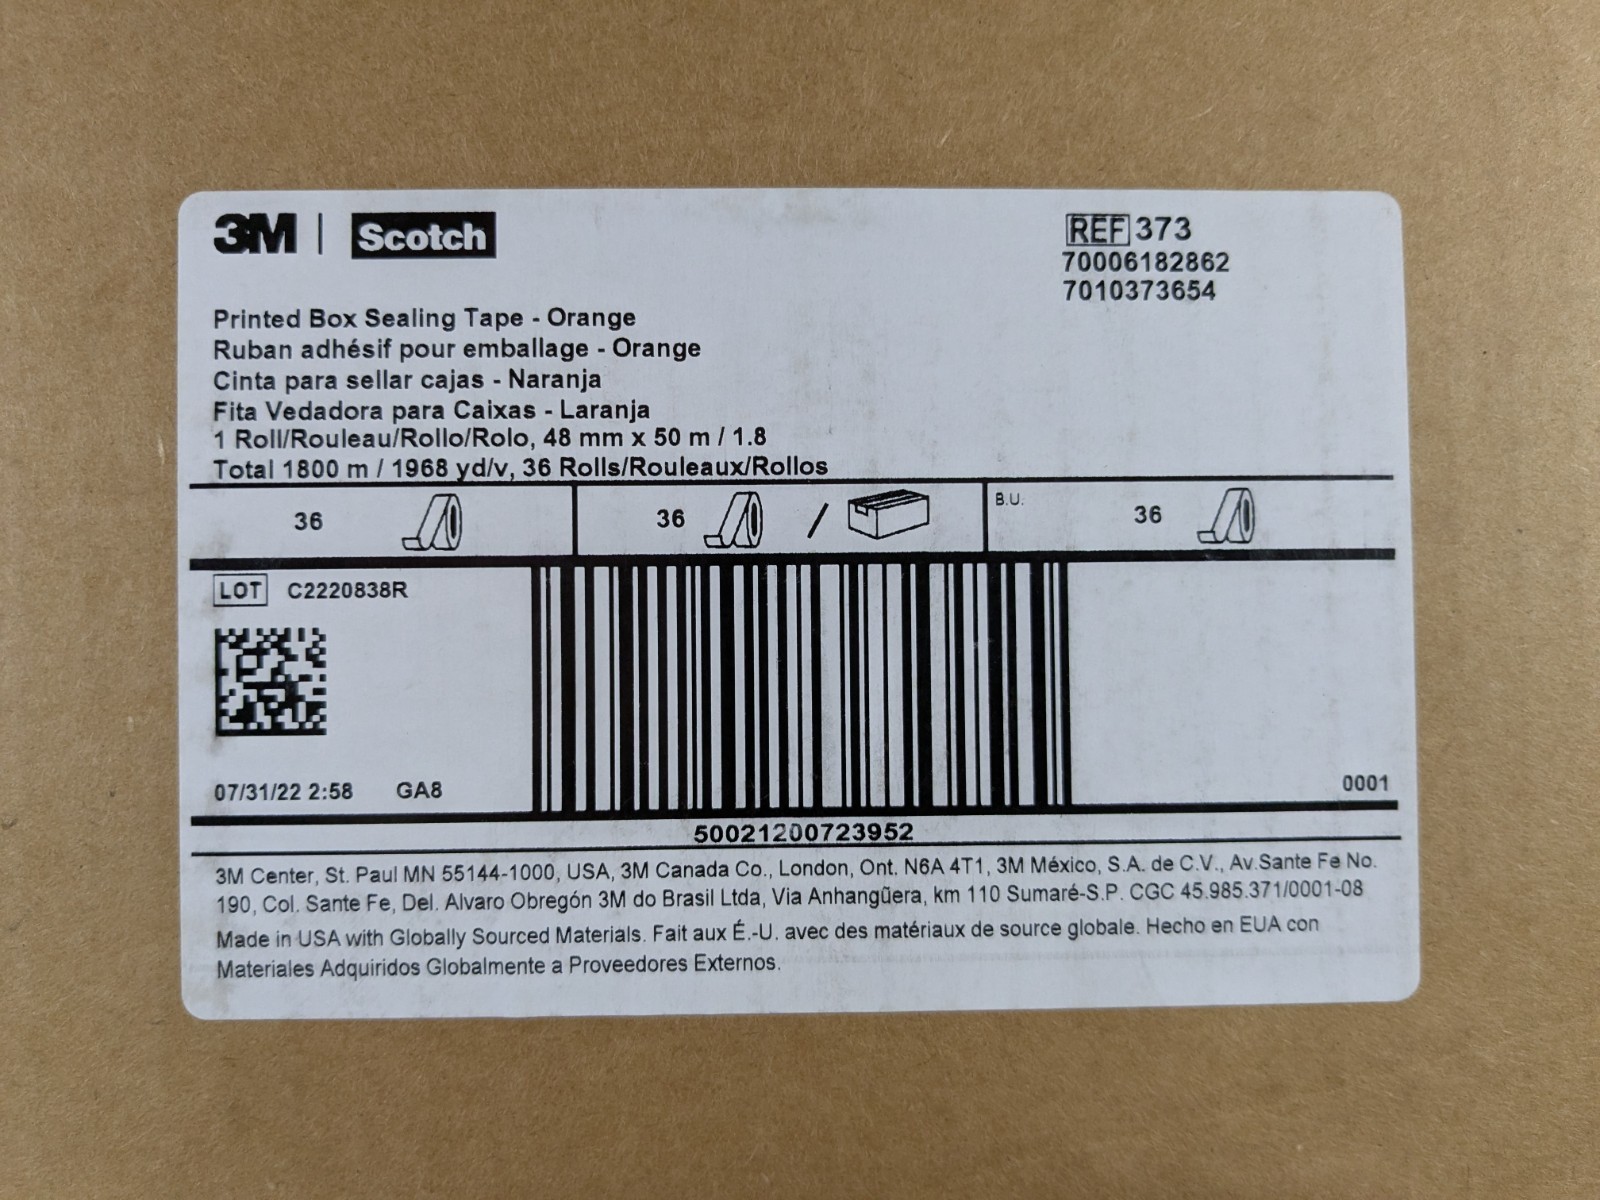 3M | Scotch
REF 373
70006182862
7010373654
Printed Box Sealing Tape - Orange
Ruban adhésif pour emballage - Orange
Cinta para sellar cajas - Naranja
Fita Vedadora para Caixas - Laranja
1 Roll/Rouleau/Rollo/Rolo, 48 mm x 50 m / 1.8
Total 1800 m / 1968 yd/v, 36 Rolls/Rouleaux/Rollos
36 36 / B.U. 36
LOT C2220838R
07/31/22 2:58 GA8 0001
50021200723952
3M Center, St. Paul MN 55144-1000, USA, 3M Canada Co., London, Ont. N6A 4T1, 3M México, S.A. de C.V., Av.Sante Fe No.
190, Col. Sante Fe, Del. Alvaro Obregón 3M do Brasil Ltda, Via Anhangüera, km 110 Sumaré-S.P. CGC 45.985.371/0001-08
Made in USA with Globally Sourced Materials. Fait aux É.-U. avec des matériaux de source globale. Hecho en EUA con
Materiales Adquiridos Globalmente a Proveedores Externos.